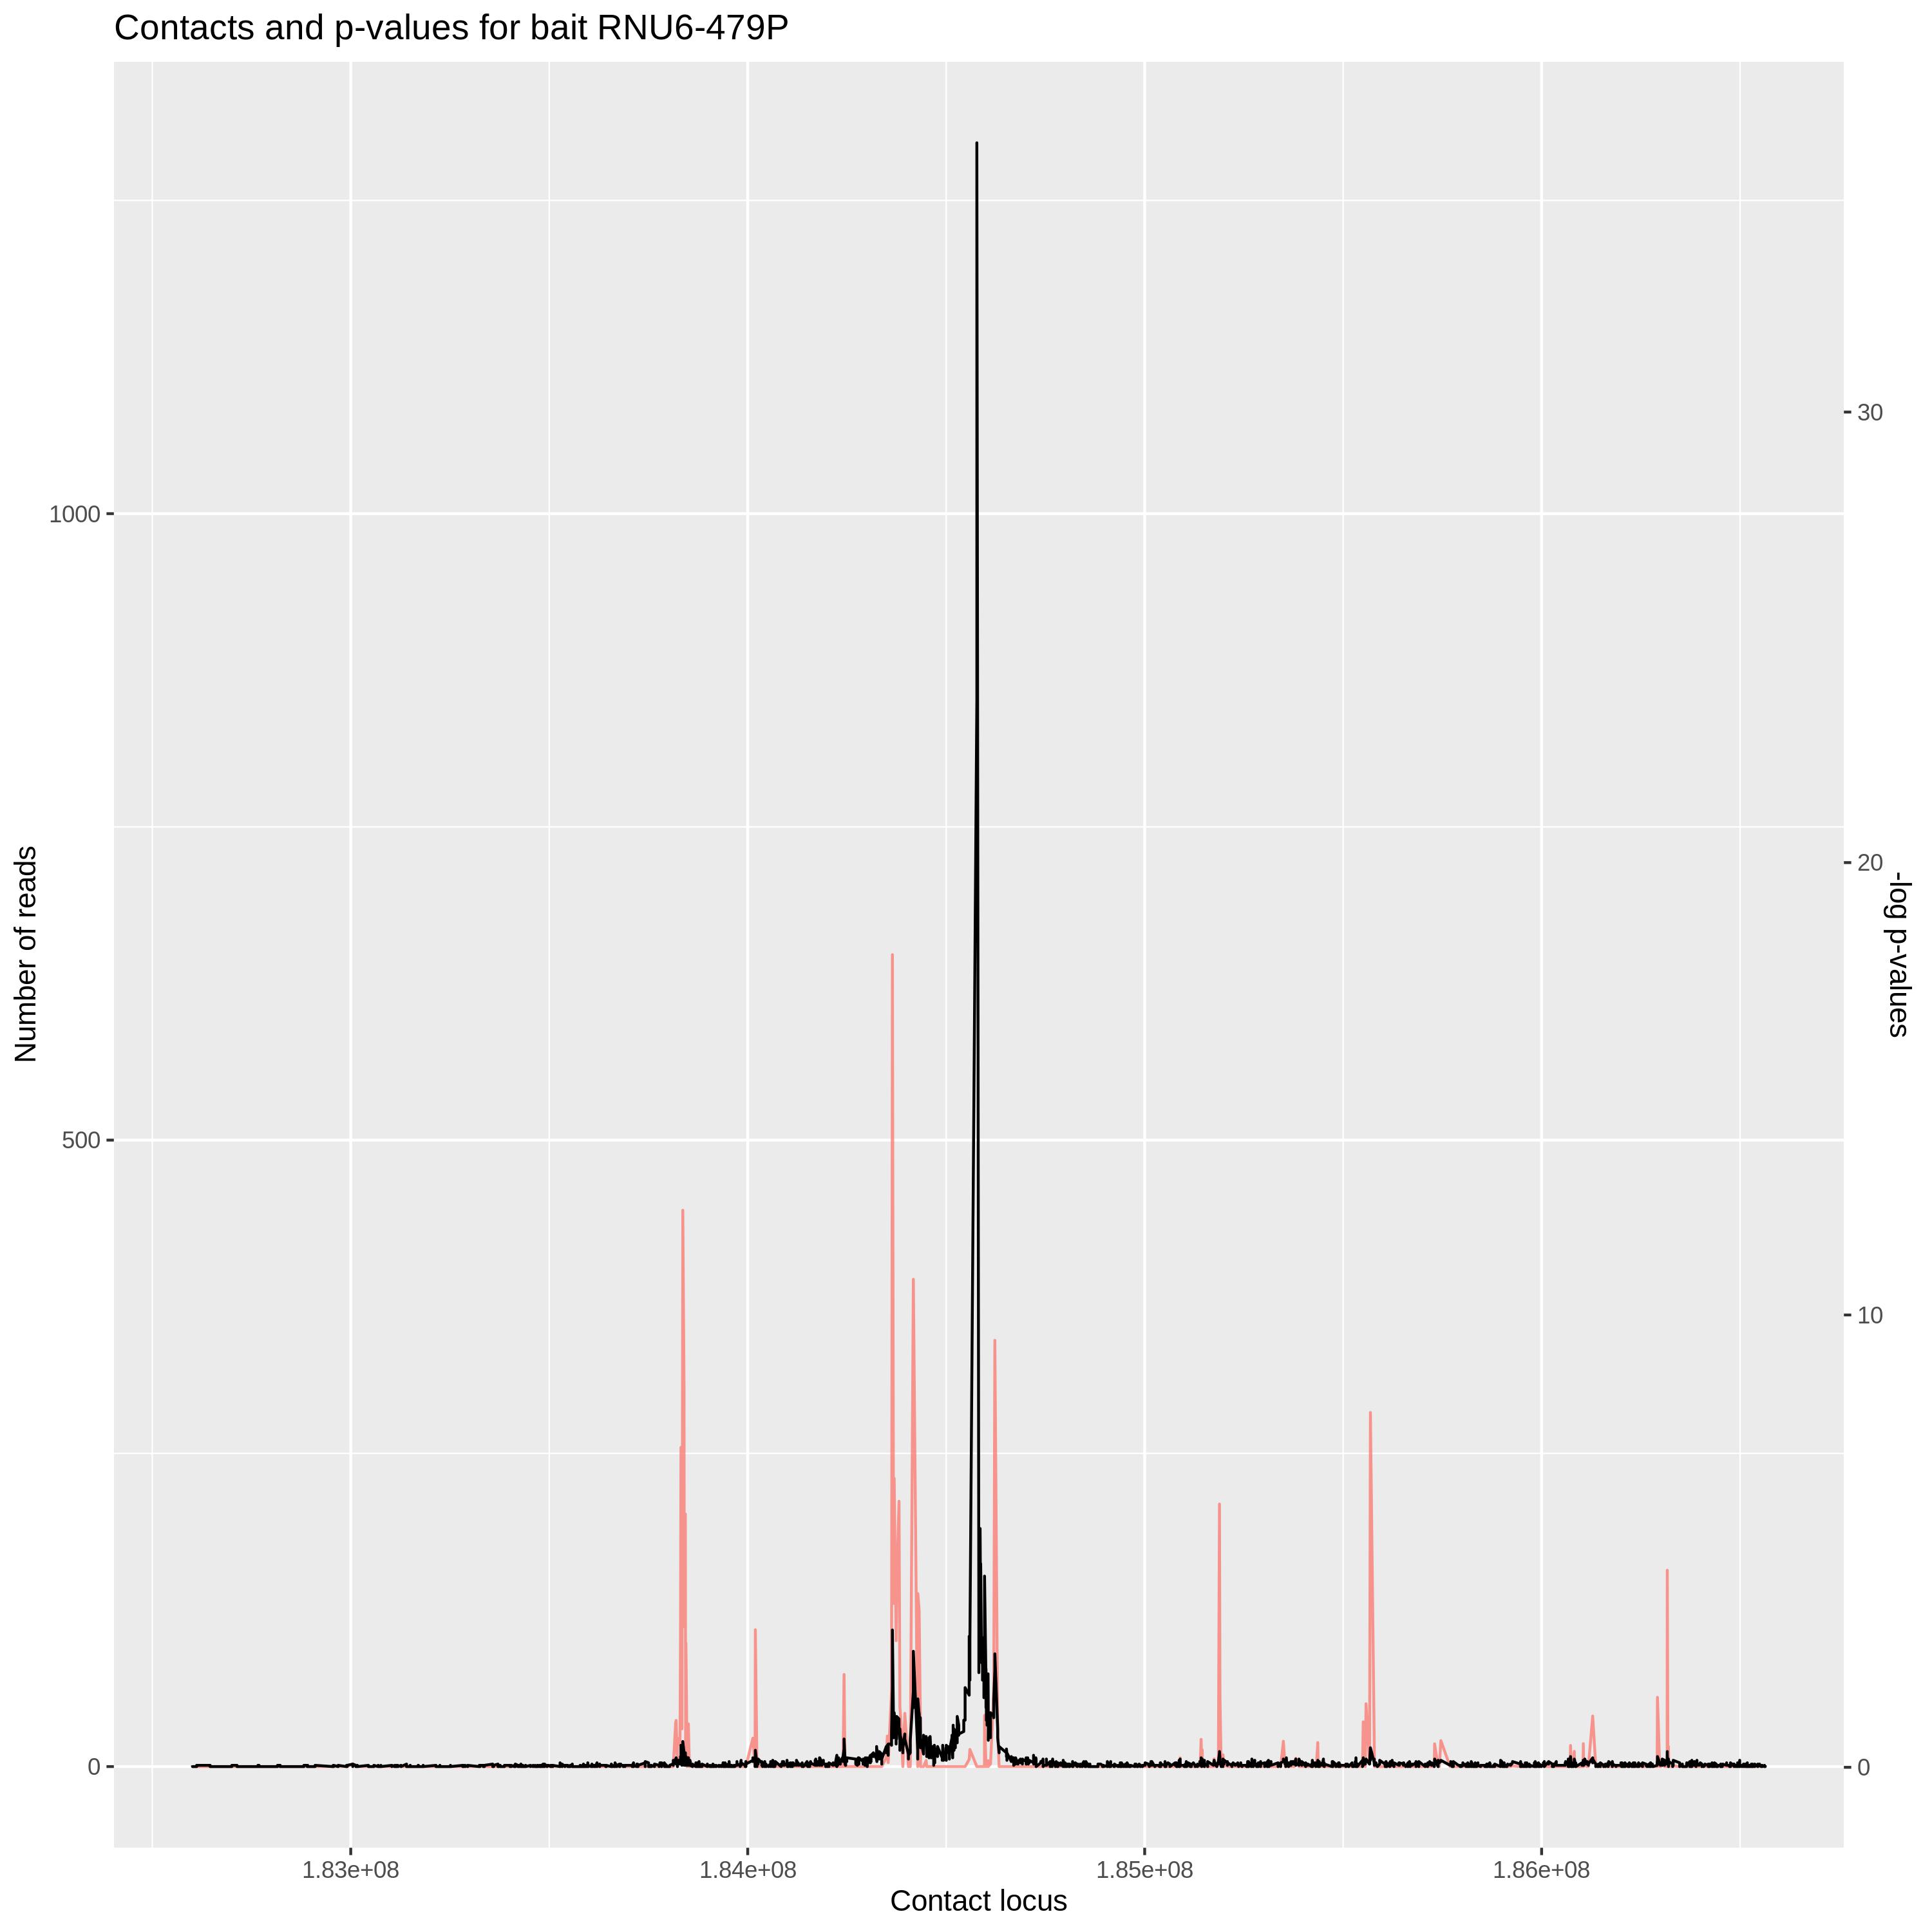 Contacts and p-values for bait RNU6-479P
Number of reads
1000
500
0
30
20
10
0
-log p-values
1.83e+08
1.84e+08
1.85e+08
1.86e+08
Contact locus